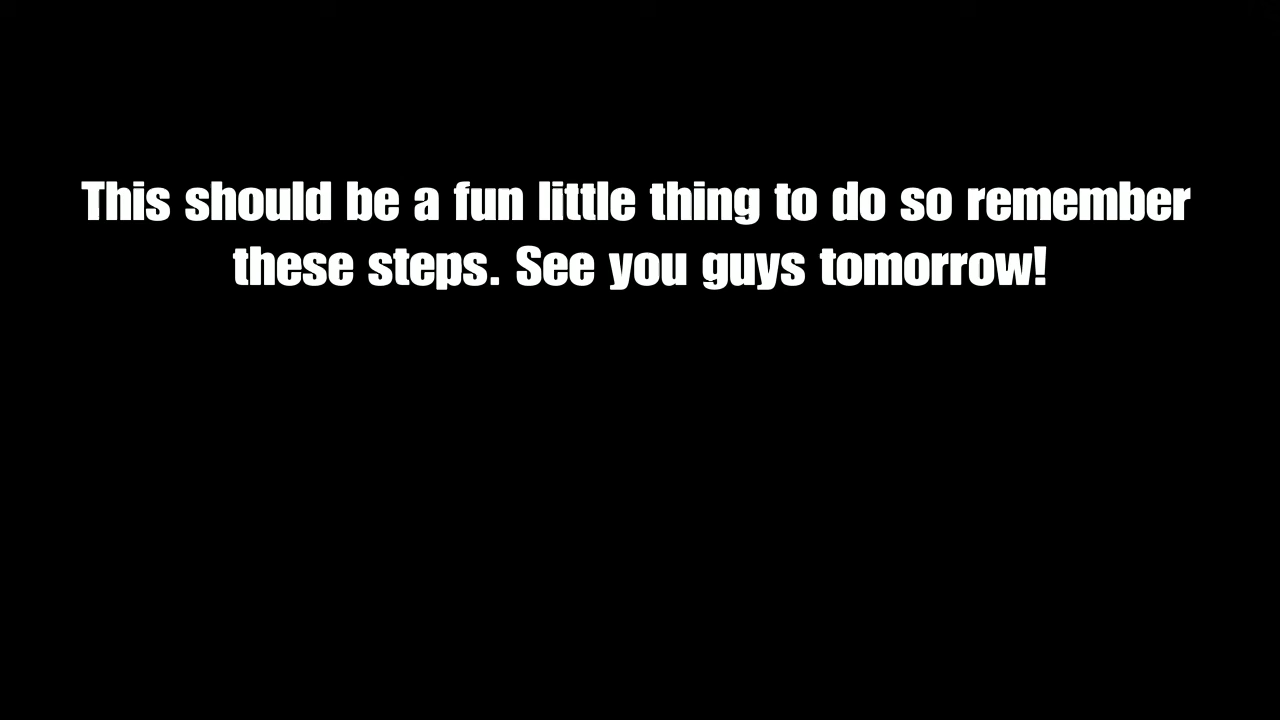 This should be a fun little thing to do so remember
these steps. See you guys tomorrow!